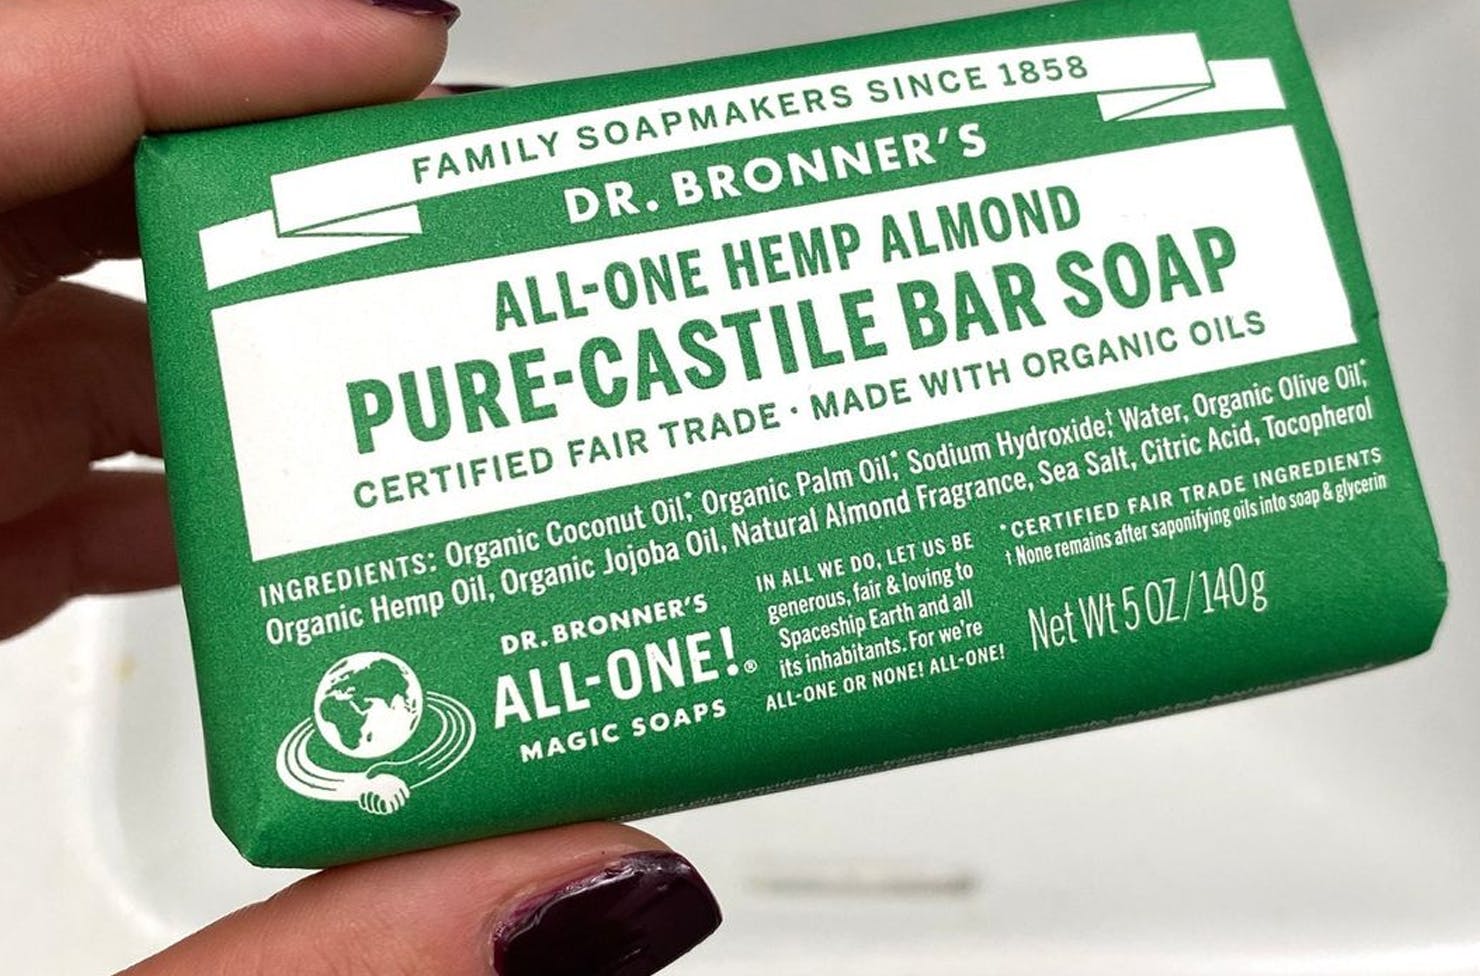 FAMILY SOAPMAKERS SINCE 1858
DR. BRONNER'S
ALL-ONE HEMP ALMOND
PURE-CASTILE BAR SOAP
CERTIFIED FAIR TRADE · MADE WITH ORGANIC OILS
INGREDIENTS: Organic Coconut Oil,* Organic Palm Oil,* Sodium Hydroxide,† Water, Organic Olive Oil,*
Organic Hemp Oil, Organic Jojoba Oil, Natural Almond Fragrance, Sea Salt, Citric Acid, Tocopherol
*CERTIFIED FAIR TRADE INGREDIENTS
† None remains after saponifying oils into soap & glycerin
DR. BRONNER'S
ALL-ONE!®
MAGIC SOAPS
IN ALL WE DO, LET US BE
generous, fair & loving to
Spaceship Earth and all
its inhabitants. For we're
ALL-ONE OR NONE! ALL-ONE!
Net Wt 5 OZ/140g